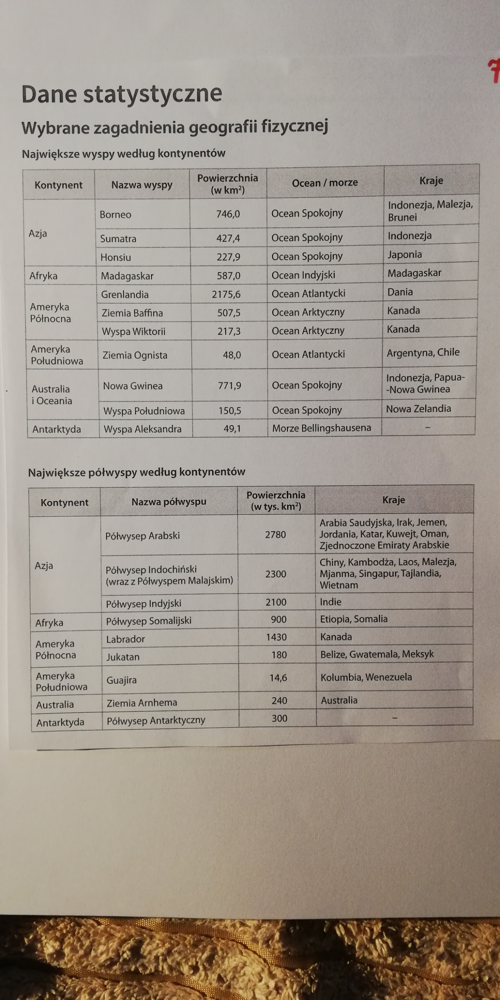 7
Dane statystyczne
Wybrane zagadnienia geografii fizycznej
Największe wyspy według kontynentów
Kontynent Nazwa wyspy Powierzchnia (w km²) Ocean / morze Kraje
Azja Borneo 746,0 Ocean Spokojny Indonezja, Malezja, Brunei
Sumatra 427,4 Ocean Spokojny Indonezja
Honsiu 227,9 Ocean Spokojny Japonia
Afryka Madagaskar 587,0 Ocean Indyjski Madagaskar
Ameryka Północna Grenlandia 2175,6 Ocean Atlantycki Dania
Ziemia Baffina 507,5 Ocean Arktyczny Kanada
Wyspa Wiktorii 217,3 Ocean Arktyczny Kanada
Ameryka Południowa Ziemia Ognista 48,0 Ocean Atlantycki Argentyna, Chile
Australia i Oceania Nowa Gwinea 771,9 Ocean Spokojny Indonezja, Papua-
-Nowa Gwinea
Wyspa Południowa 150,5 Ocean Spokojny Nowa Zelandia
Antarktyda Wyspa Aleksandra 49,1 Morze Bellingshausena –
Największe półwyspy według kontynentów
Kontynent Nazwa półwyspu Powierzchnia (w tys. km²) Kraje
Azja Półwysep Arabski 2780 Arabia Saudyjska, Irak, Jemen,
Jordania, Katar, Kuwejt, Oman,
Zjednoczone Emiraty Arabskie
Półwysep Indochiński
(wraz z Półwyspem Malajskim) 2300 Chiny, Kambodża, Laos, Malezja,
Mjanma, Singapur, Tajlandia,
Wietnam
Półwysep Indyjski 2100 Indie
Afryka Półwysep Somalijski 900 Etiopia, Somalia
Ameryka Północna Labrador 1430 Kanada
Jukatan 180 Belize, Gwatemala, Meksyk
Ameryka Południowa Guajira 14,6 Kolumbia, Wenezuela
Australia Ziemia Arnhema 240 Australia
Antarktyda Półwysep Antarktyczny 300 –